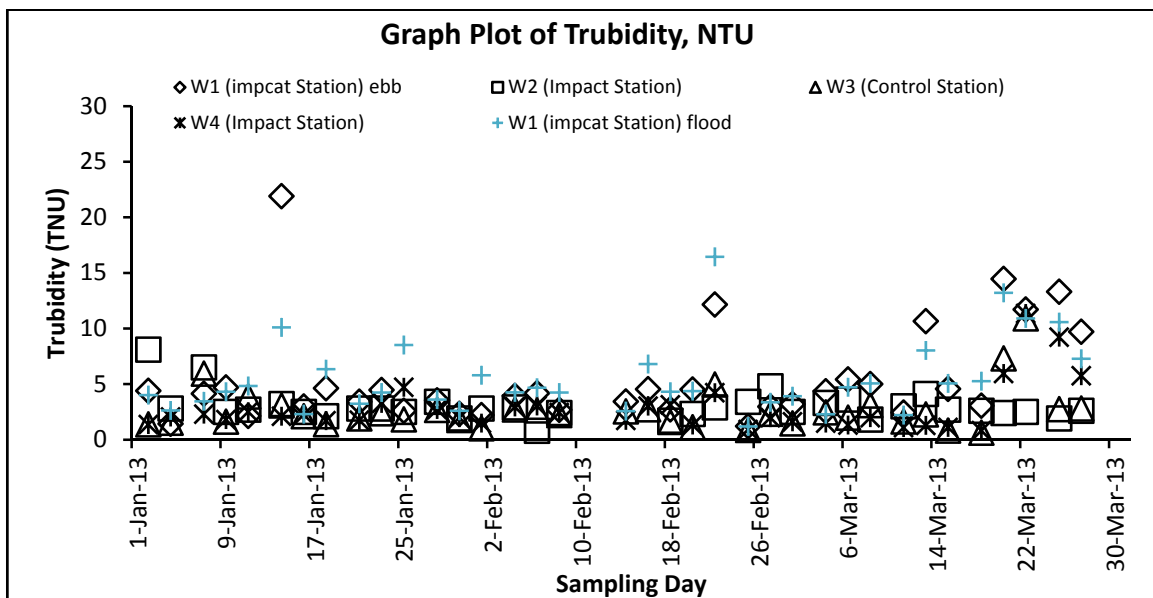 Graph Plot of Trubidity, NTU
W1 (impcat Station) ebb
W2 (Impact Station)
W3 (Control Station)
W4 (Impact Station)
W1 (impcat Station) flood
Trubidity (TNU)
30
25
20
15
10
5
0
1-Jan-13
9-Jan-13
17-Jan-13
25-Jan-13
2-Feb-13
10-Feb-13
18-Feb-13
26-Feb-13
6-Mar-13
14-Mar-13
22-Mar-13
30-Mar-13
Sampling Day